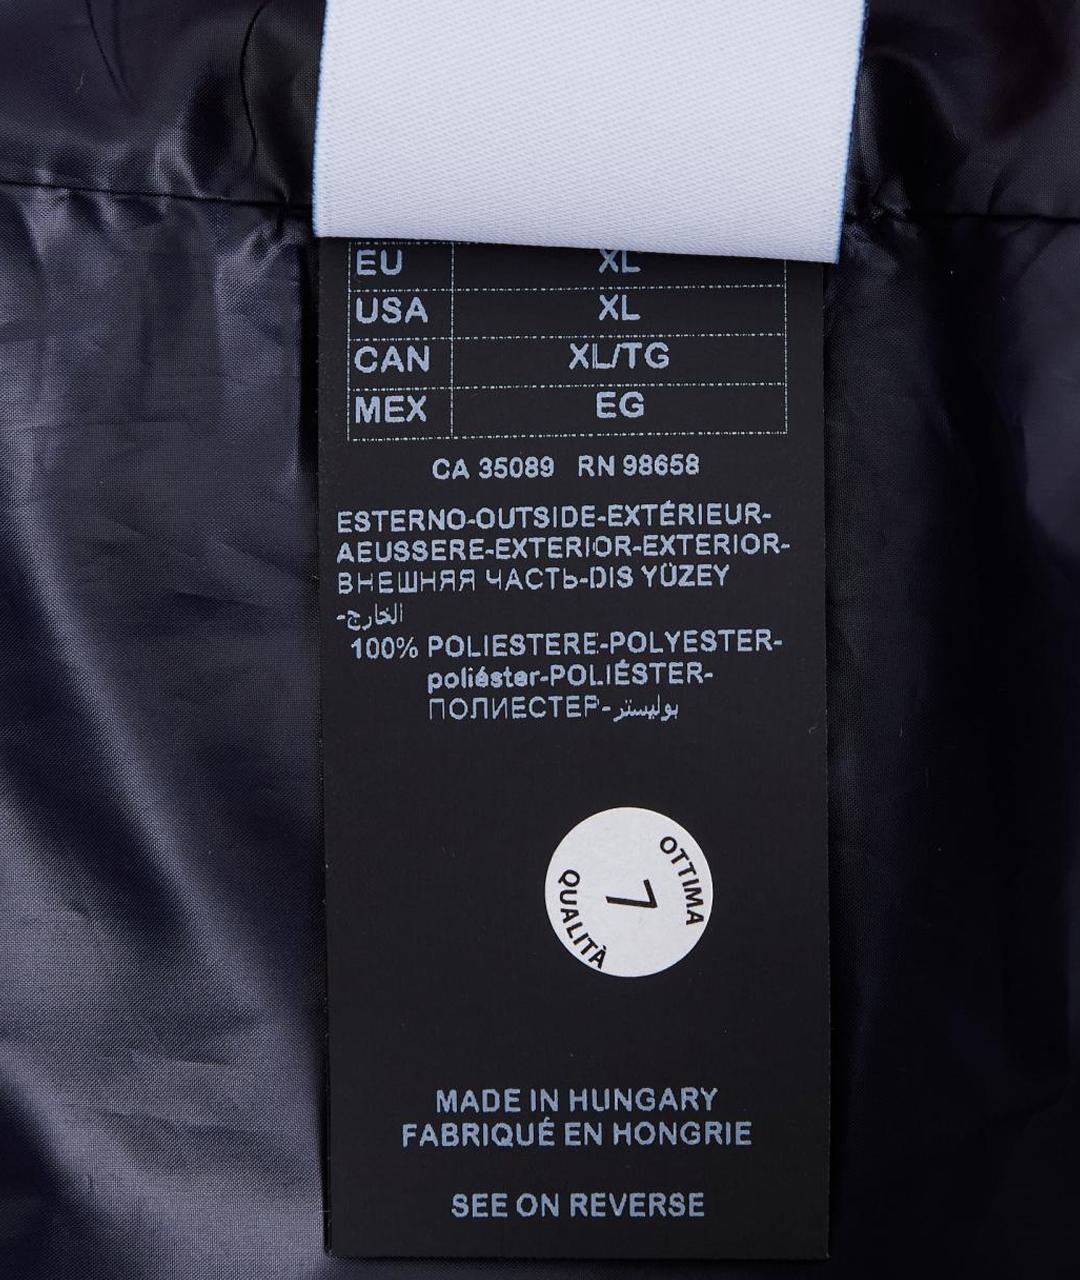 EU XL
USA XL
CAN XL/TG
MEX EG
CA 35089 RN 98658
ESTERNO-OUTSIDE-EXTÉRIEUR-
AEUSSERE-EXTERIOR-EXTERIOR-
ВНЕШНЯЯ ЧАСТЬ-DIS YÜZEY
-الخارج
100% POLIESTERE-POLYESTER-
poliéster-POLIÉSTER-
ПОЛИЕСТЕР-بوليستر
OTTIMA
7
QUALITÀ
MADE IN HUNGARY
FABRIQUÉ EN HONGRIE
SEE ON REVERSE